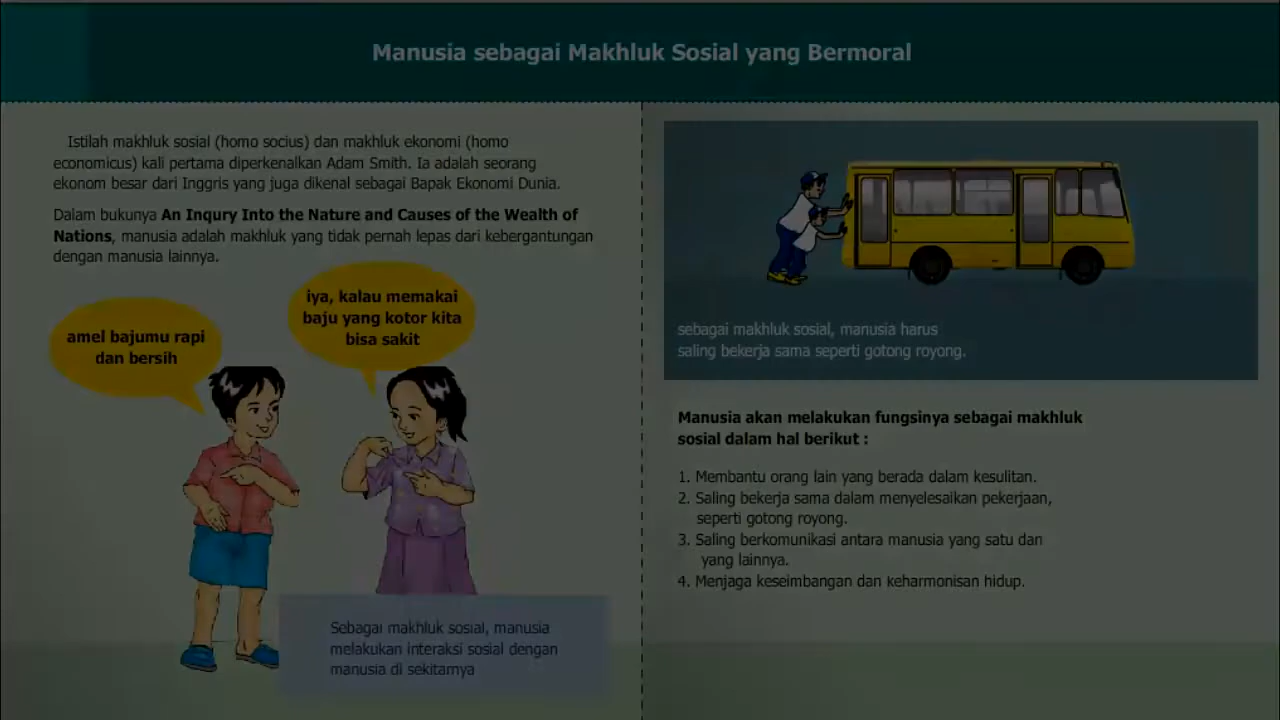 Manusia sebagai Makhluk Sosial yang Bermoral
Istilah makhluk sosial (homo socius) dan makhluk ekonomi (homo
economicus) kali pertama diperkenalkan Adam Smith. Ia adalah seorang
ekonom besar dari Inggris yang juga dikenal sebagai Bapak Ekonomi Dunia.
Dalam bukunya An Inqury Into the Nature and Causes of the Wealth of
Nations, manusia adalah makhluk yang tidak pernah lepas dari kebergantungan
dengan manusia lainnya.
amel bajumu rapi
dan bersih
iya, kalau memakai
baju yang kotor kita
bisa sakit
Sebagai makhluk sosial, manusia
melakukan interaksi sosial dengan
manusia di sekitarnya
sebagai makhluk sosial, manusia harus
saling bekerja sama seperti gotong royong.
Manusia akan melakukan fungsinya sebagai makhluk
sosial dalam hal berikut :
1. Membantu orang lain yang berada dalam kesulitan.
2. Saling bekerja sama dalam menyelesaikan pekerjaan,
seperti gotong royong.
3. Saling berkomunikasi antara manusia yang satu dan
yang lainnya.
4. Menjaga keseimbangan dan keharmonisan hidup.